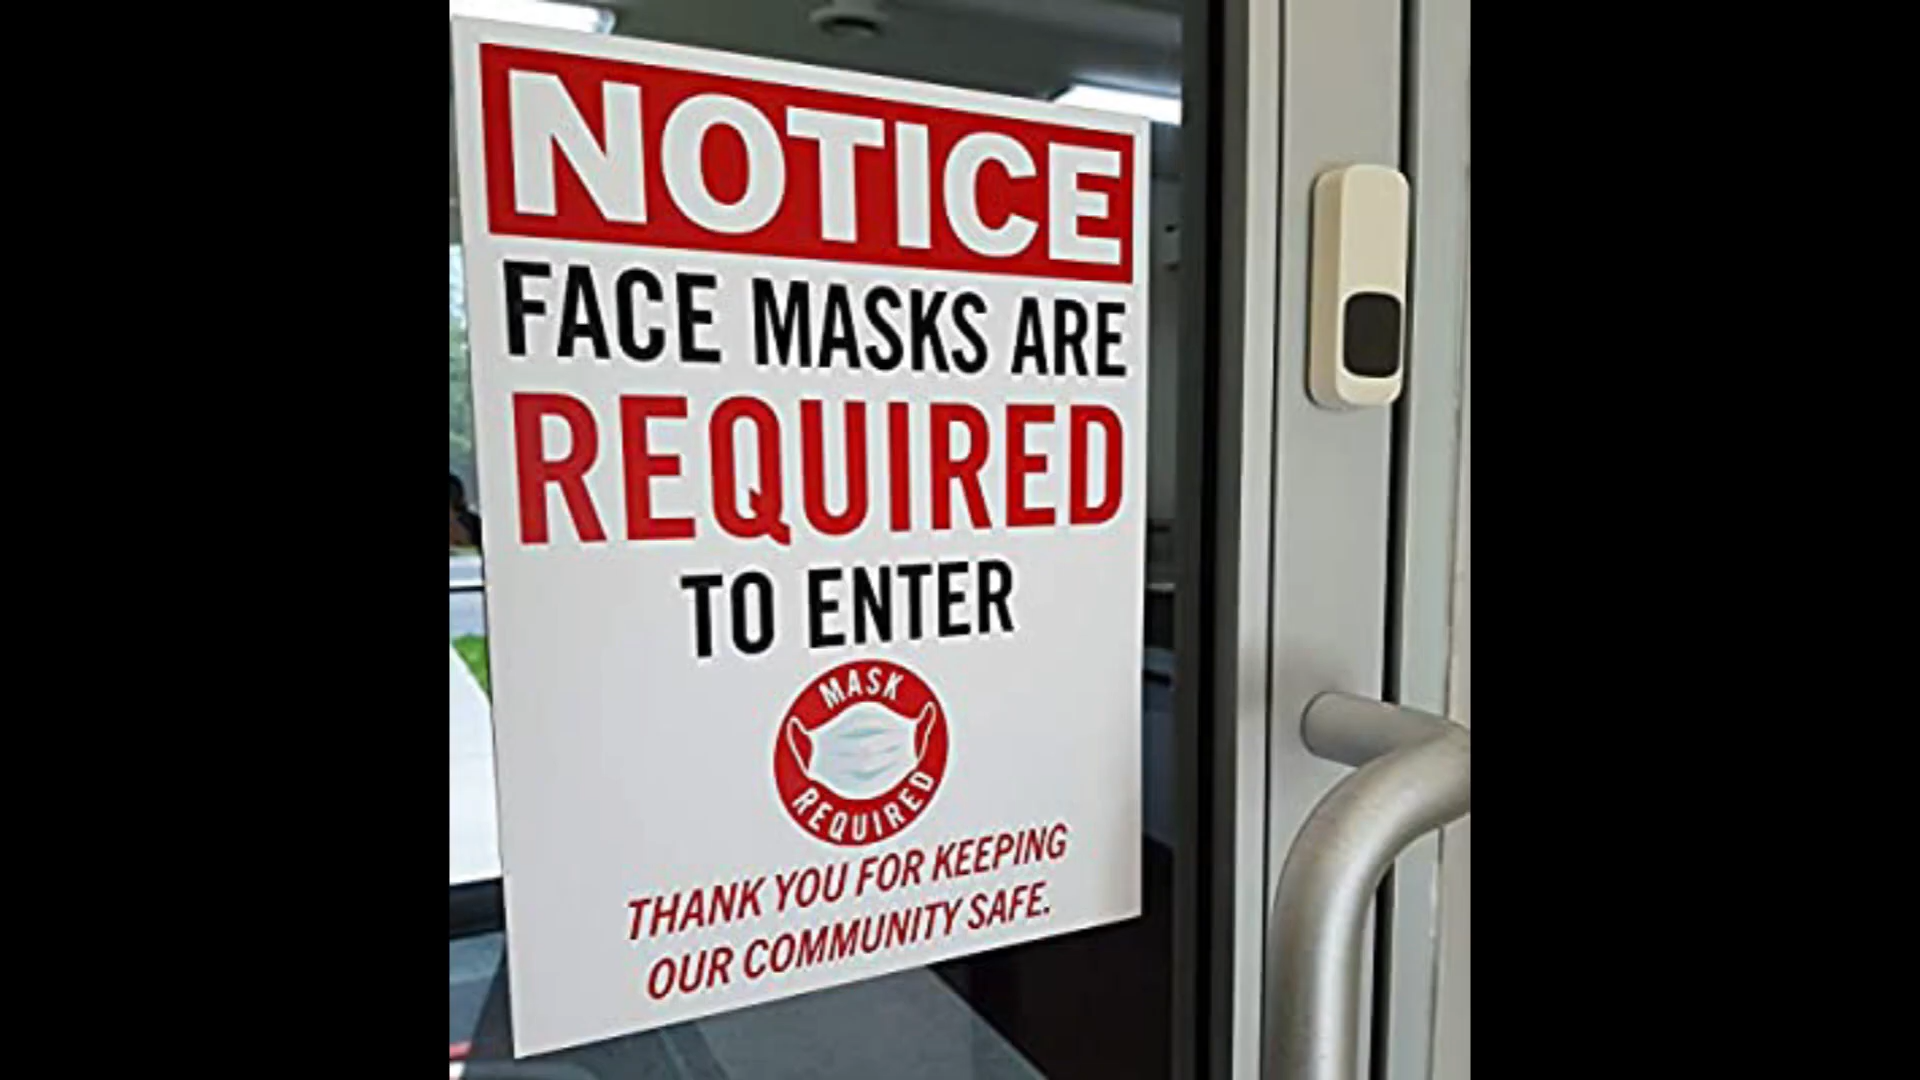 NOTICE
FACE MASKS ARE
REQUIRED
TO ENTER
MASK
REQUIRED
THANK YOU FOR KEEPING
OUR COMMUNITY SAFE.